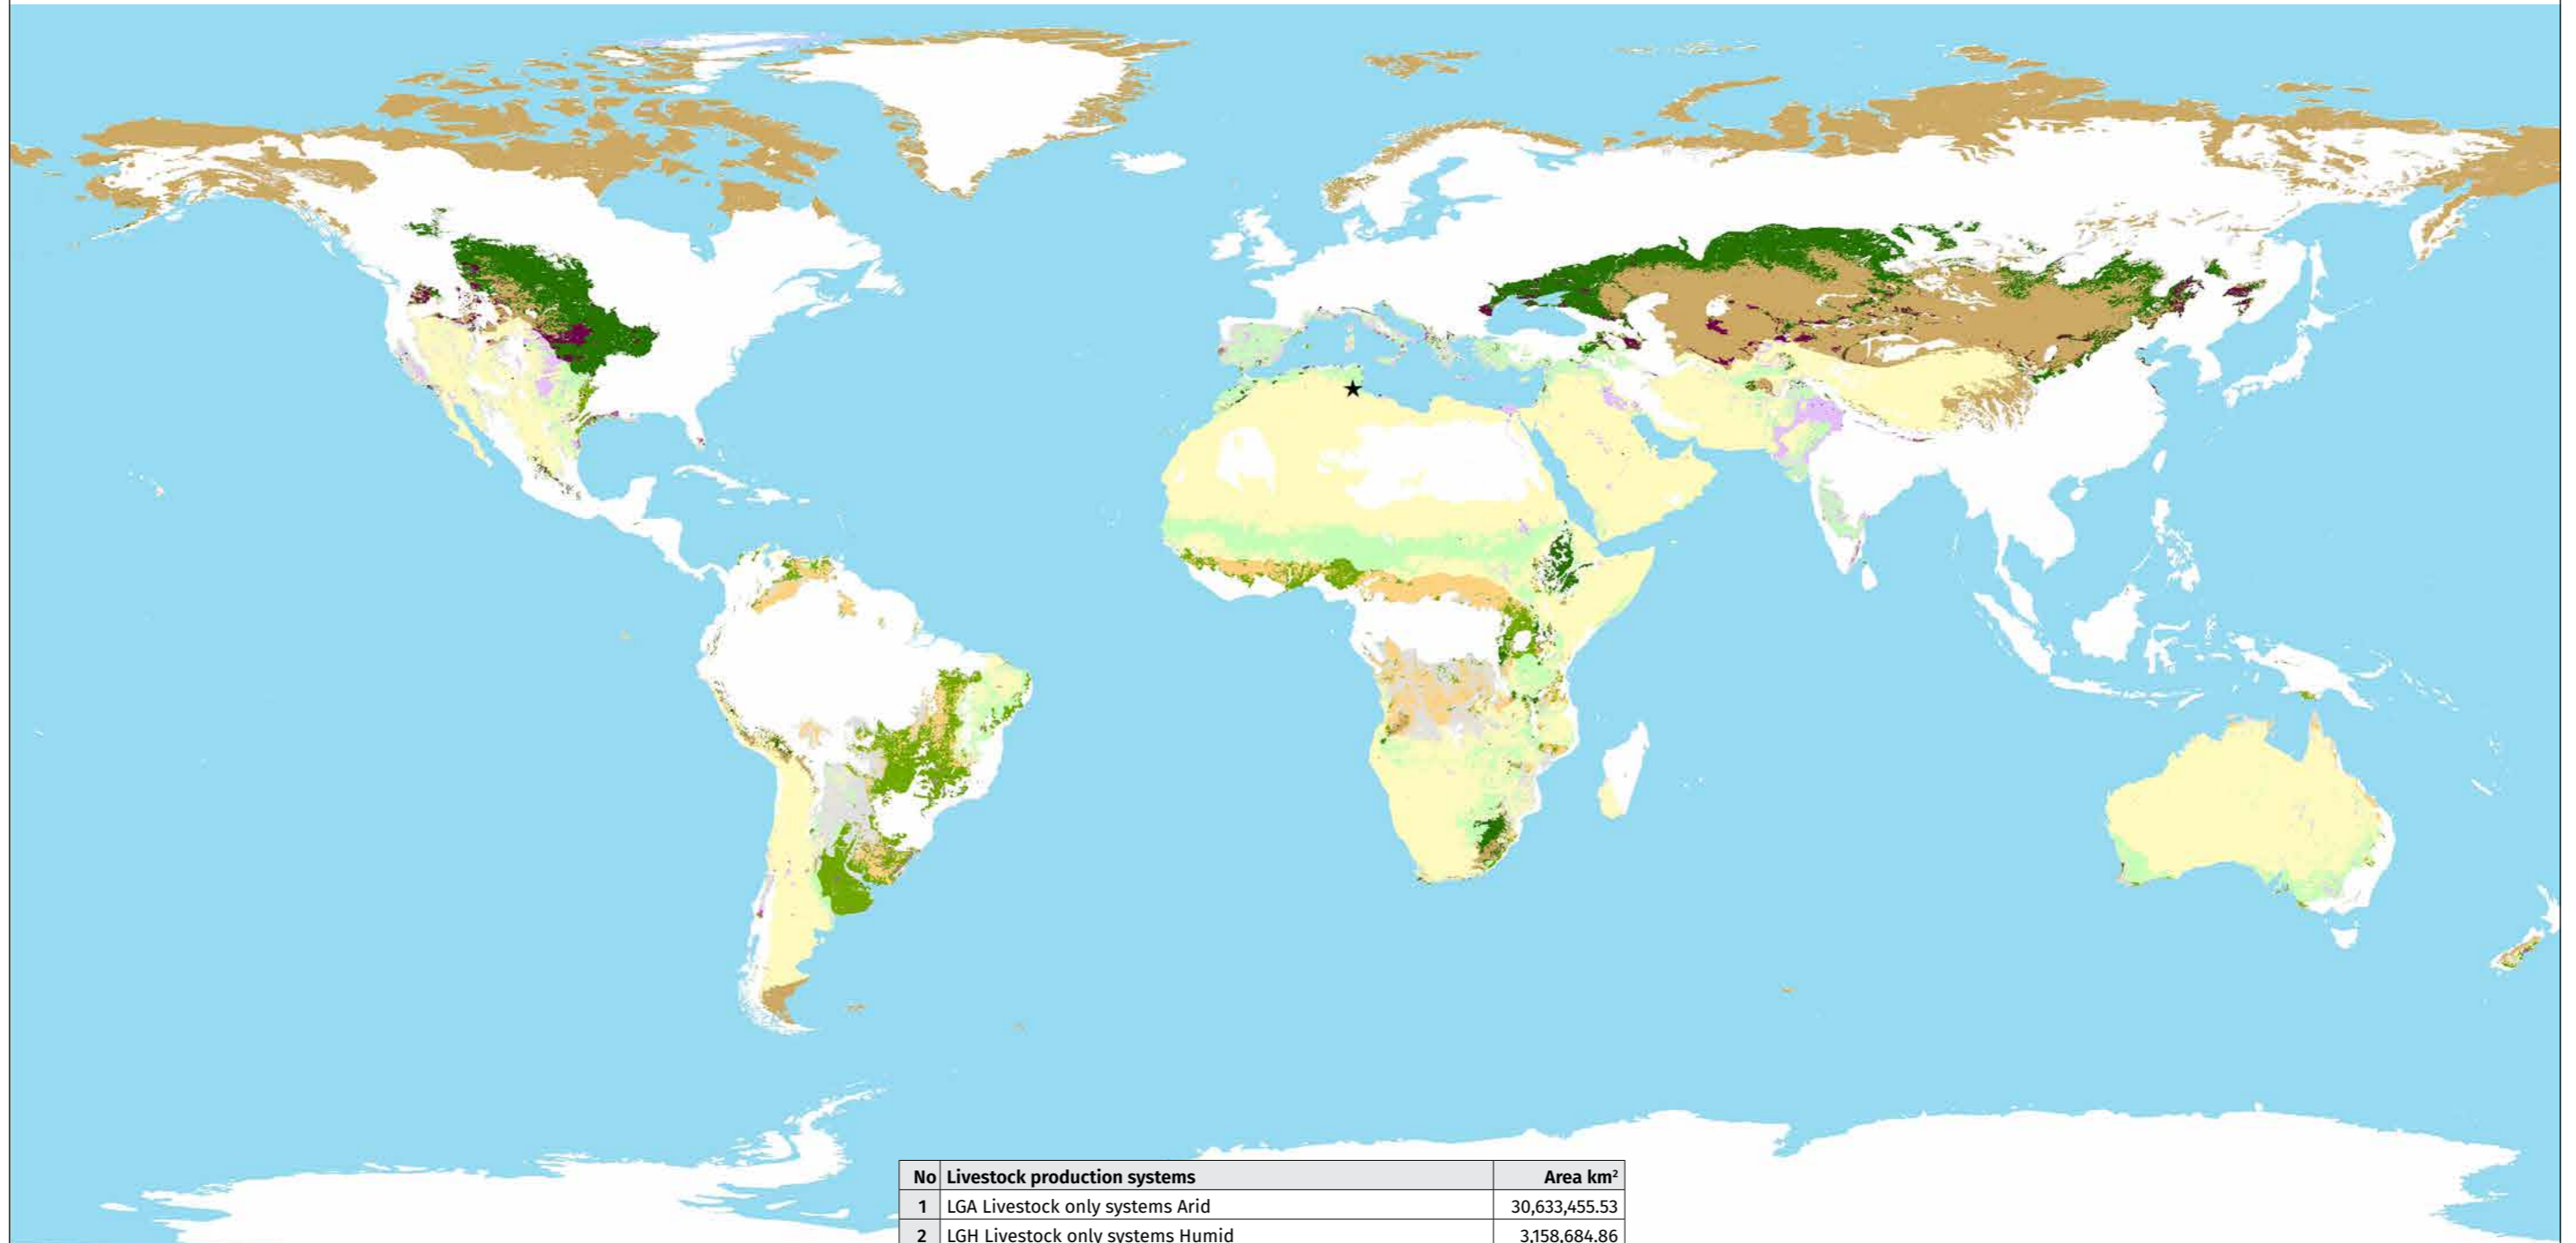 No Livestock production systems Area km²
1 LGA Livestock only systems Arid 30,633,455.53
2 LGH Livestock only systems Humid 3,158,684.86